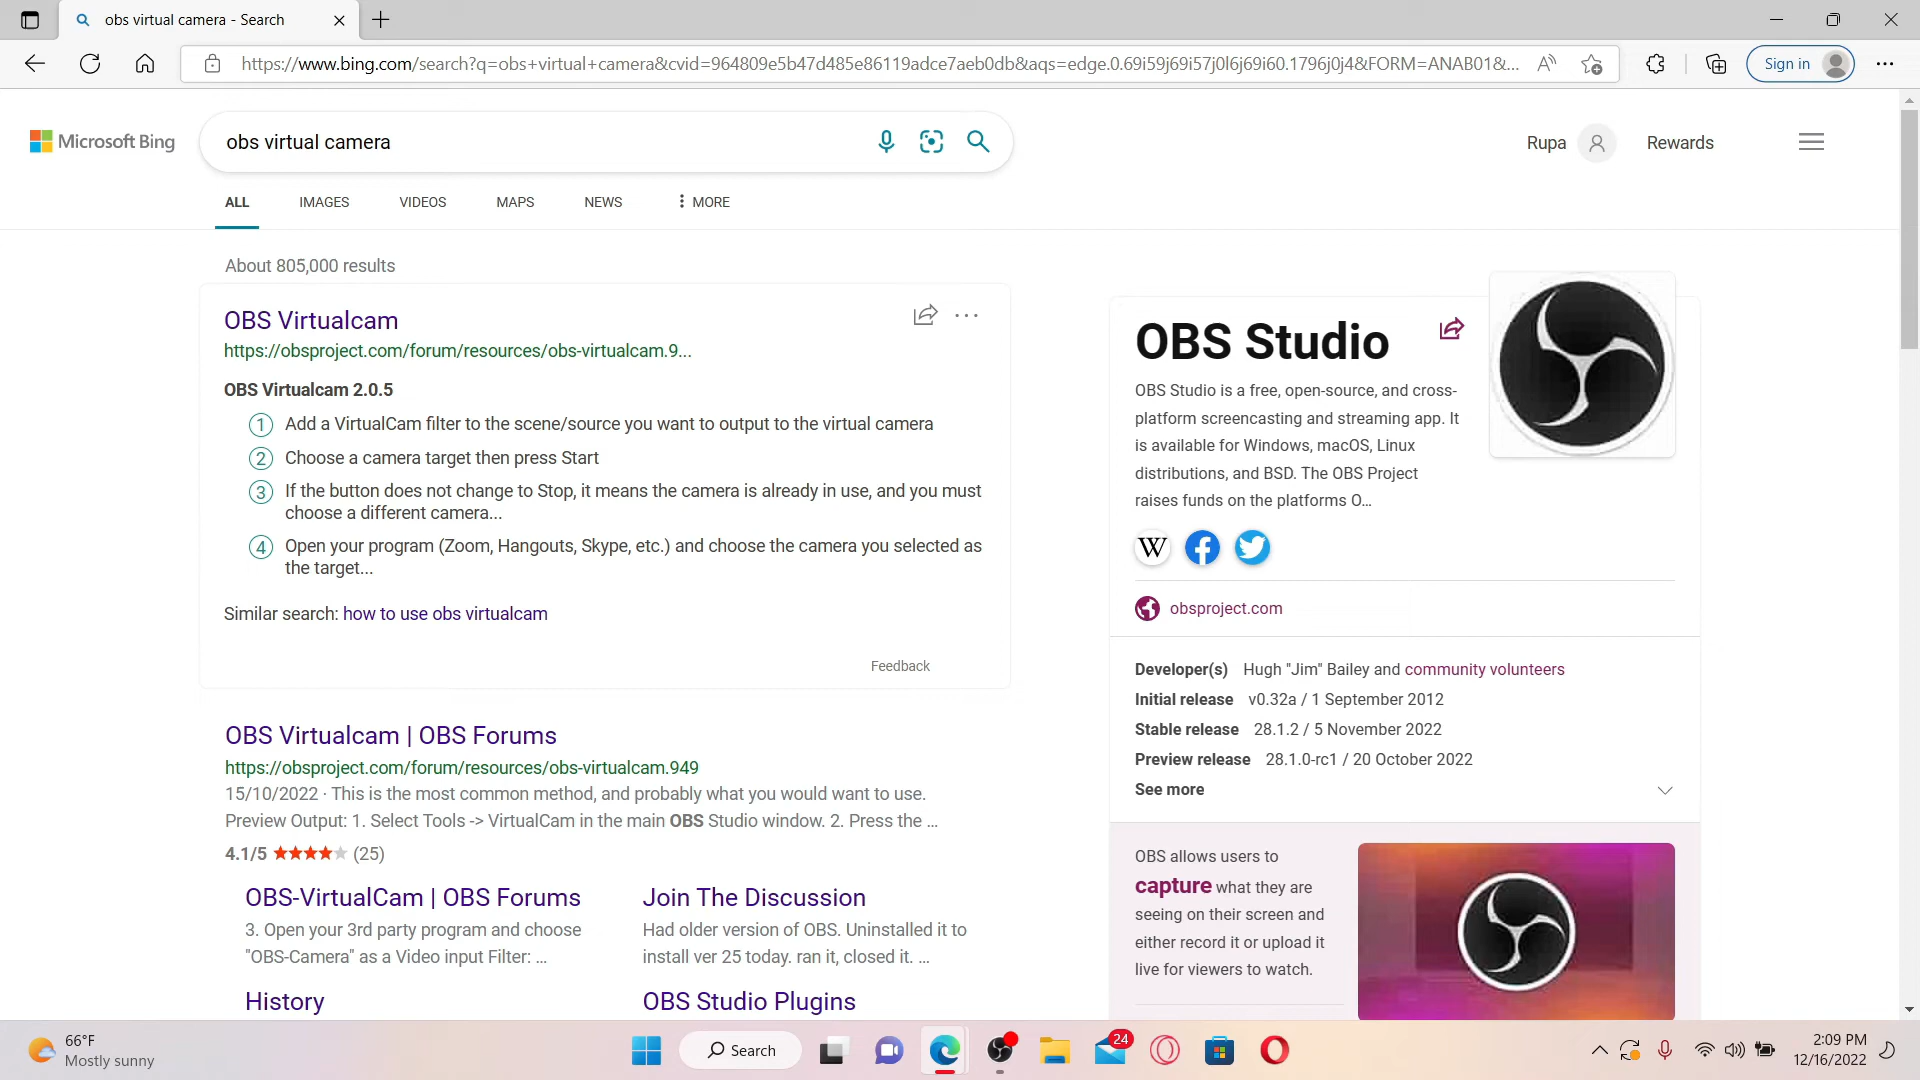 obs virtual camera - Search
https://www.bing.com/search?q=obs+virtual+camera&cvid=964809e5b47d485e86119adce7aeb0db&aqs=edge.0.69i59j69i57j0l6j69i60.1796j0j4&FORM=ANAB01&...
Sign in
Microsoft Bing
obs virtual camera
Rupa
Rewards
ALL
IMAGES
VIDEOS
MAPS
NEWS
MORE
About 805,000 results
OBS Virtualcam
https://obsproject.com/forum/resources/obs-virtualcam.9...
OBS Virtualcam 2.0.5
1 Add a VirtualCam filter to the scene/source you want to output to the virtual camera
2 Choose a camera target then press Start
3 If the button does not change to Stop, it means the camera is already in use, and you must
choose a different camera...
4 Open your program (Zoom, Hangouts, Skype, etc.) and choose the camera you selected as
the target...
Similar search: how to use obs virtualcam
Feedback
OBS Virtualcam | OBS Forums
https://obsproject.com/forum/resources/obs-virtualcam.949
15/10/2022 · This is the most common method, and probably what you would want to use.
Preview Output: 1. Select Tools -> VirtualCam in the main OBS Studio window. 2. Press the ...
4.1/5 (25)
OBS-VirtualCam | OBS Forums
3. Open your 3rd party program and choose
"OBS-Camera" as a Video input Filter: ...
History
Join The Discussion
Had older version of OBS. Uninstalled it to
install ver 25 today. ran it, closed it. ...
OBS Studio Plugins
OBS Studio
OBS Studio is a free, open-source, and cross-
platform screencasting and streaming app. It
is available for Windows, macOS, Linux
distributions, and BSD. The OBS Project
raises funds on the platforms O...
W
obsproject.com
Developer(s) Hugh "Jim" Bailey and community volunteers
Initial release v0.32a / 1 September 2012
Stable release 28.1.2 / 5 November 2022
Preview release 28.1.0-rc1 / 20 October 2022
See more
OBS allows users to
capture what they are
seeing on their screen and
either record it or upload it
live for viewers to watch.
66°F
Mostly sunny
Search
24
2:09 PM
12/16/2022